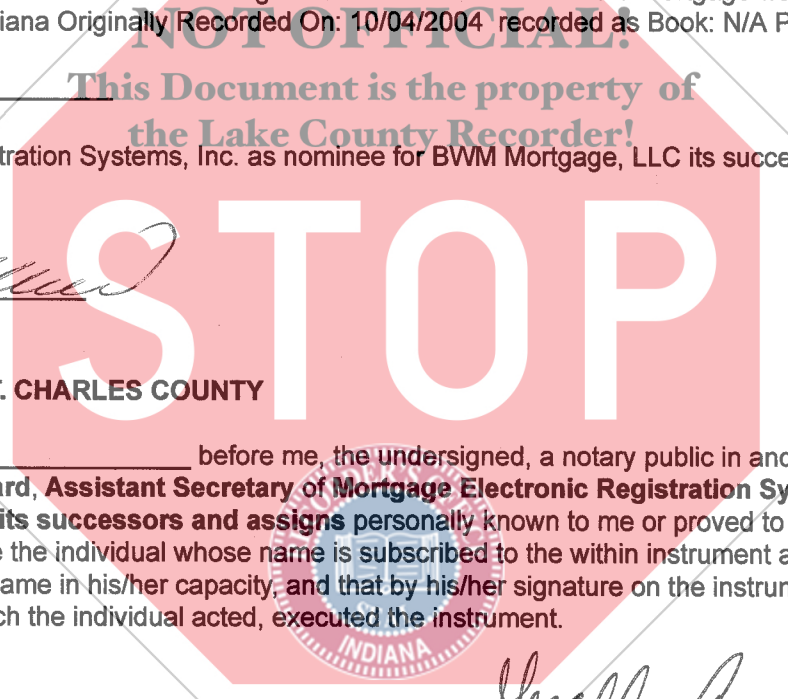 iana Originally Recorded On: 10/04/2004 recorded as Book: N/A P
NOT OFFICIAL!
This Document is the property of
the Lake County Recorder!
tration Systems, Inc. as nominee for BWM Mortgage, LLC its succe
STOP
. CHARLES COUNTY
before me, the undersigned, a notary public in and
ard, Assistant Secretary of Mortgage Electronic Registration Sy
its successors and assigns personally known to me or proved to
e the individual whose name is subscribed to the within instrument a
ame in his/her capacity, and that by his/her signature on the instrum
ch the individual acted, executed the instrument.
RECORDER'S
SEAL
INDIANA